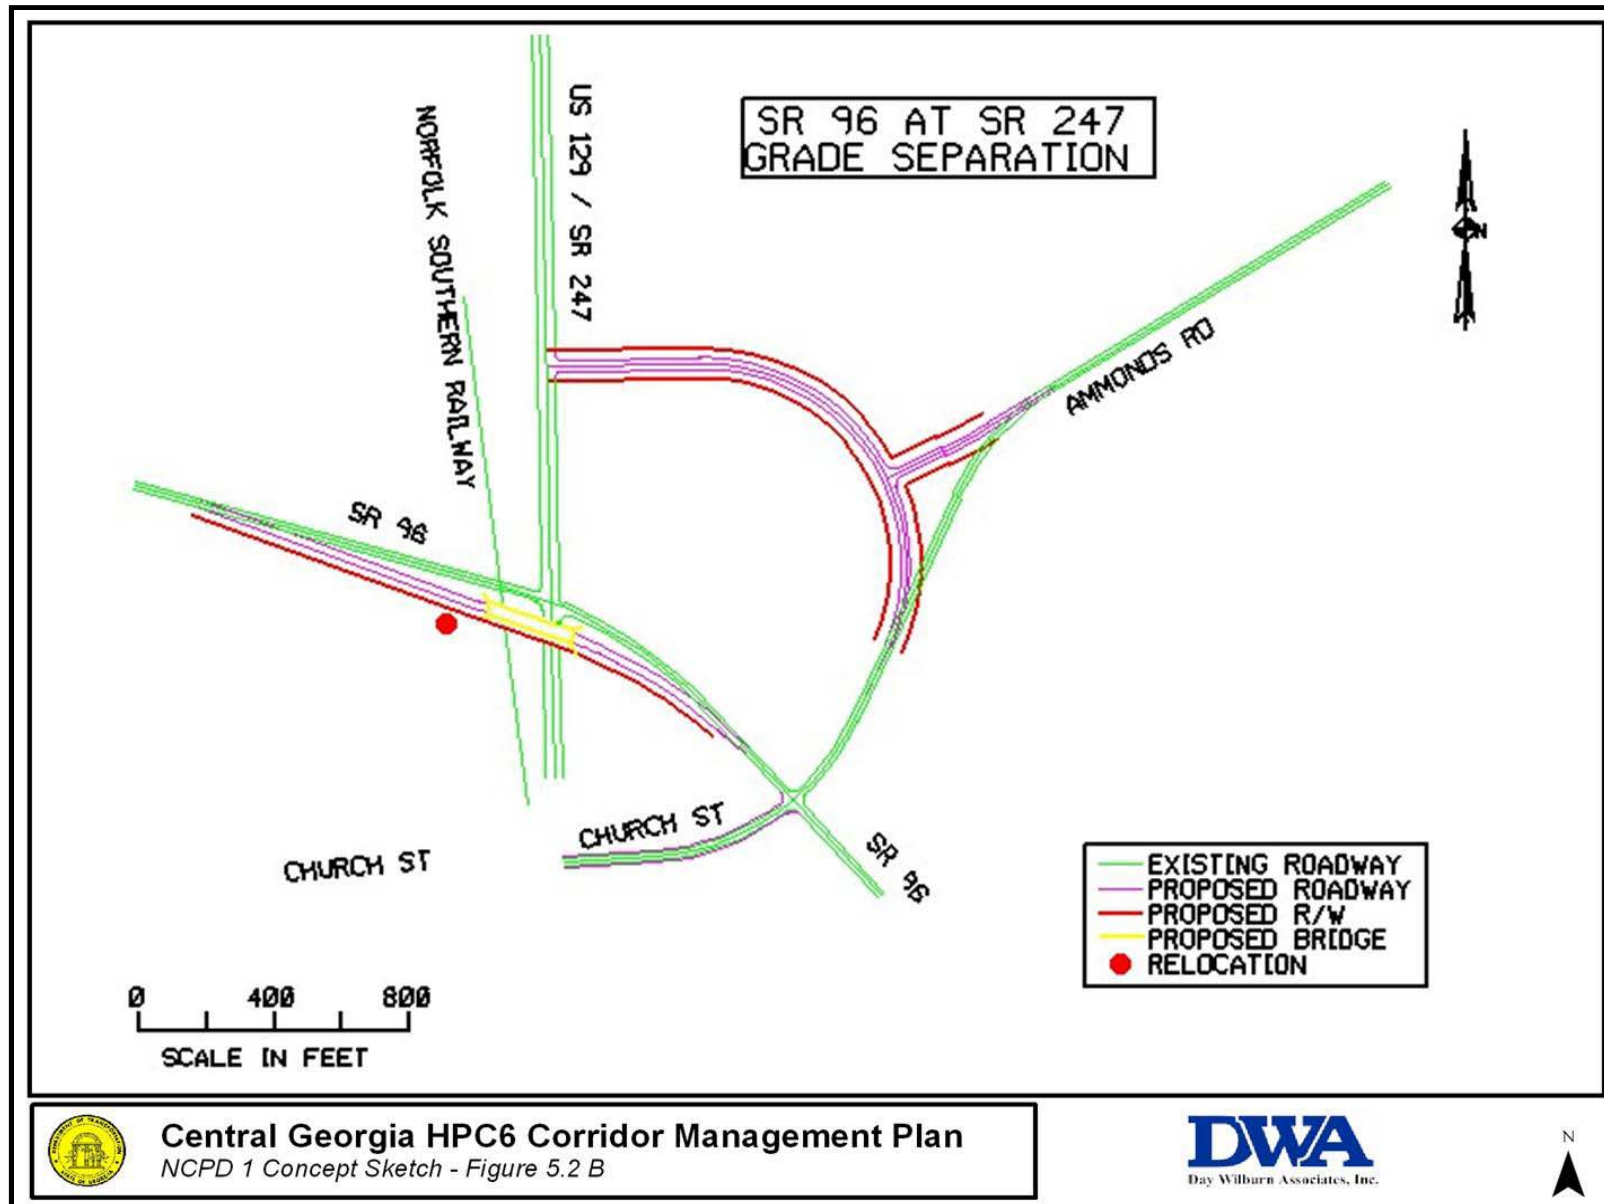 SR 96 AT SR 247
GRADE SEPARATION
US 129 / SR 247
NORFOLK SOUTHERN RAILWAY
N
AMMONDS RD
SR 96
CHURCH ST
CHURCH ST
SR 96
EXISTING ROADWAY
PROPOSED ROADWAY
PROPOSED R/W
PROPOSED BRIDGE
RELOCATION
0 400 800
SCALE IN FEET
Central Georgia HPC6 Corridor Management Plan
NCPD 1 Concept Sketch - Figure 5.2 B
DWA
Day Wilburn Associates, Inc.
N